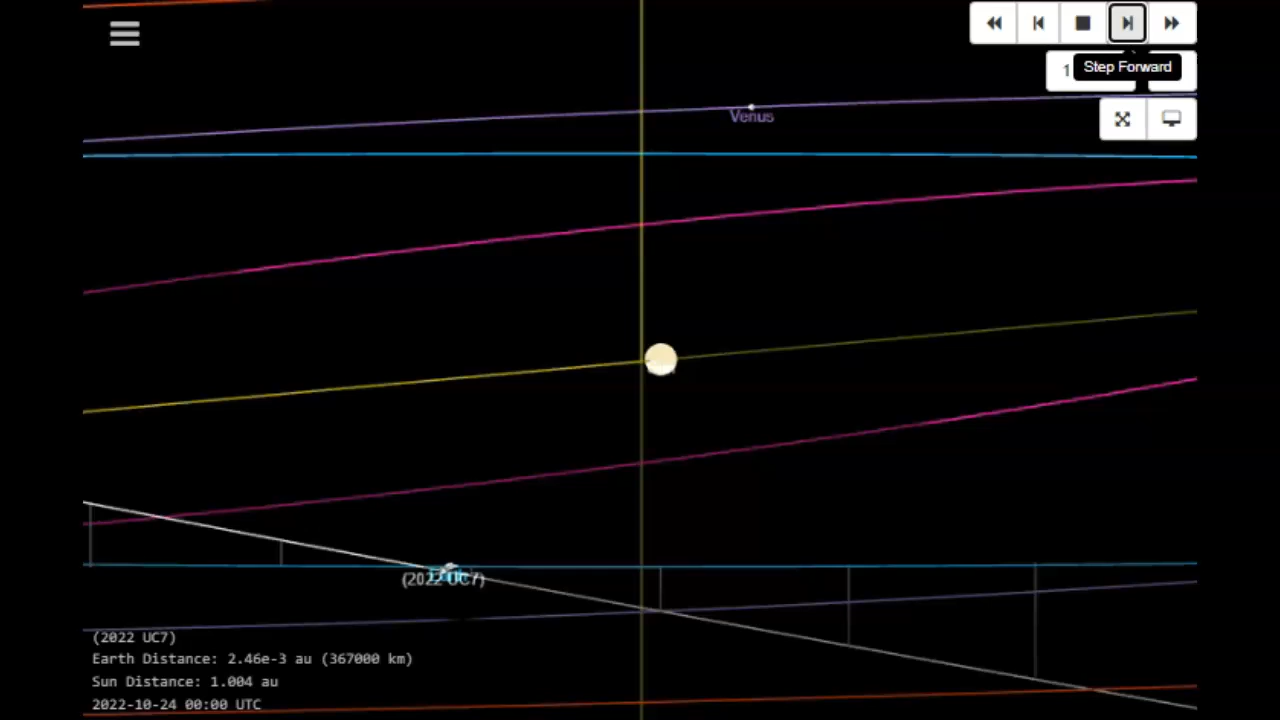 1
Step Forward
Venus
(2022 UC7)
(2022 UC7)
Earth Distance: 2.46e-3 au (367000 km)
Sun Distance: 1.004 au
2022-10-24 00:00 UTC